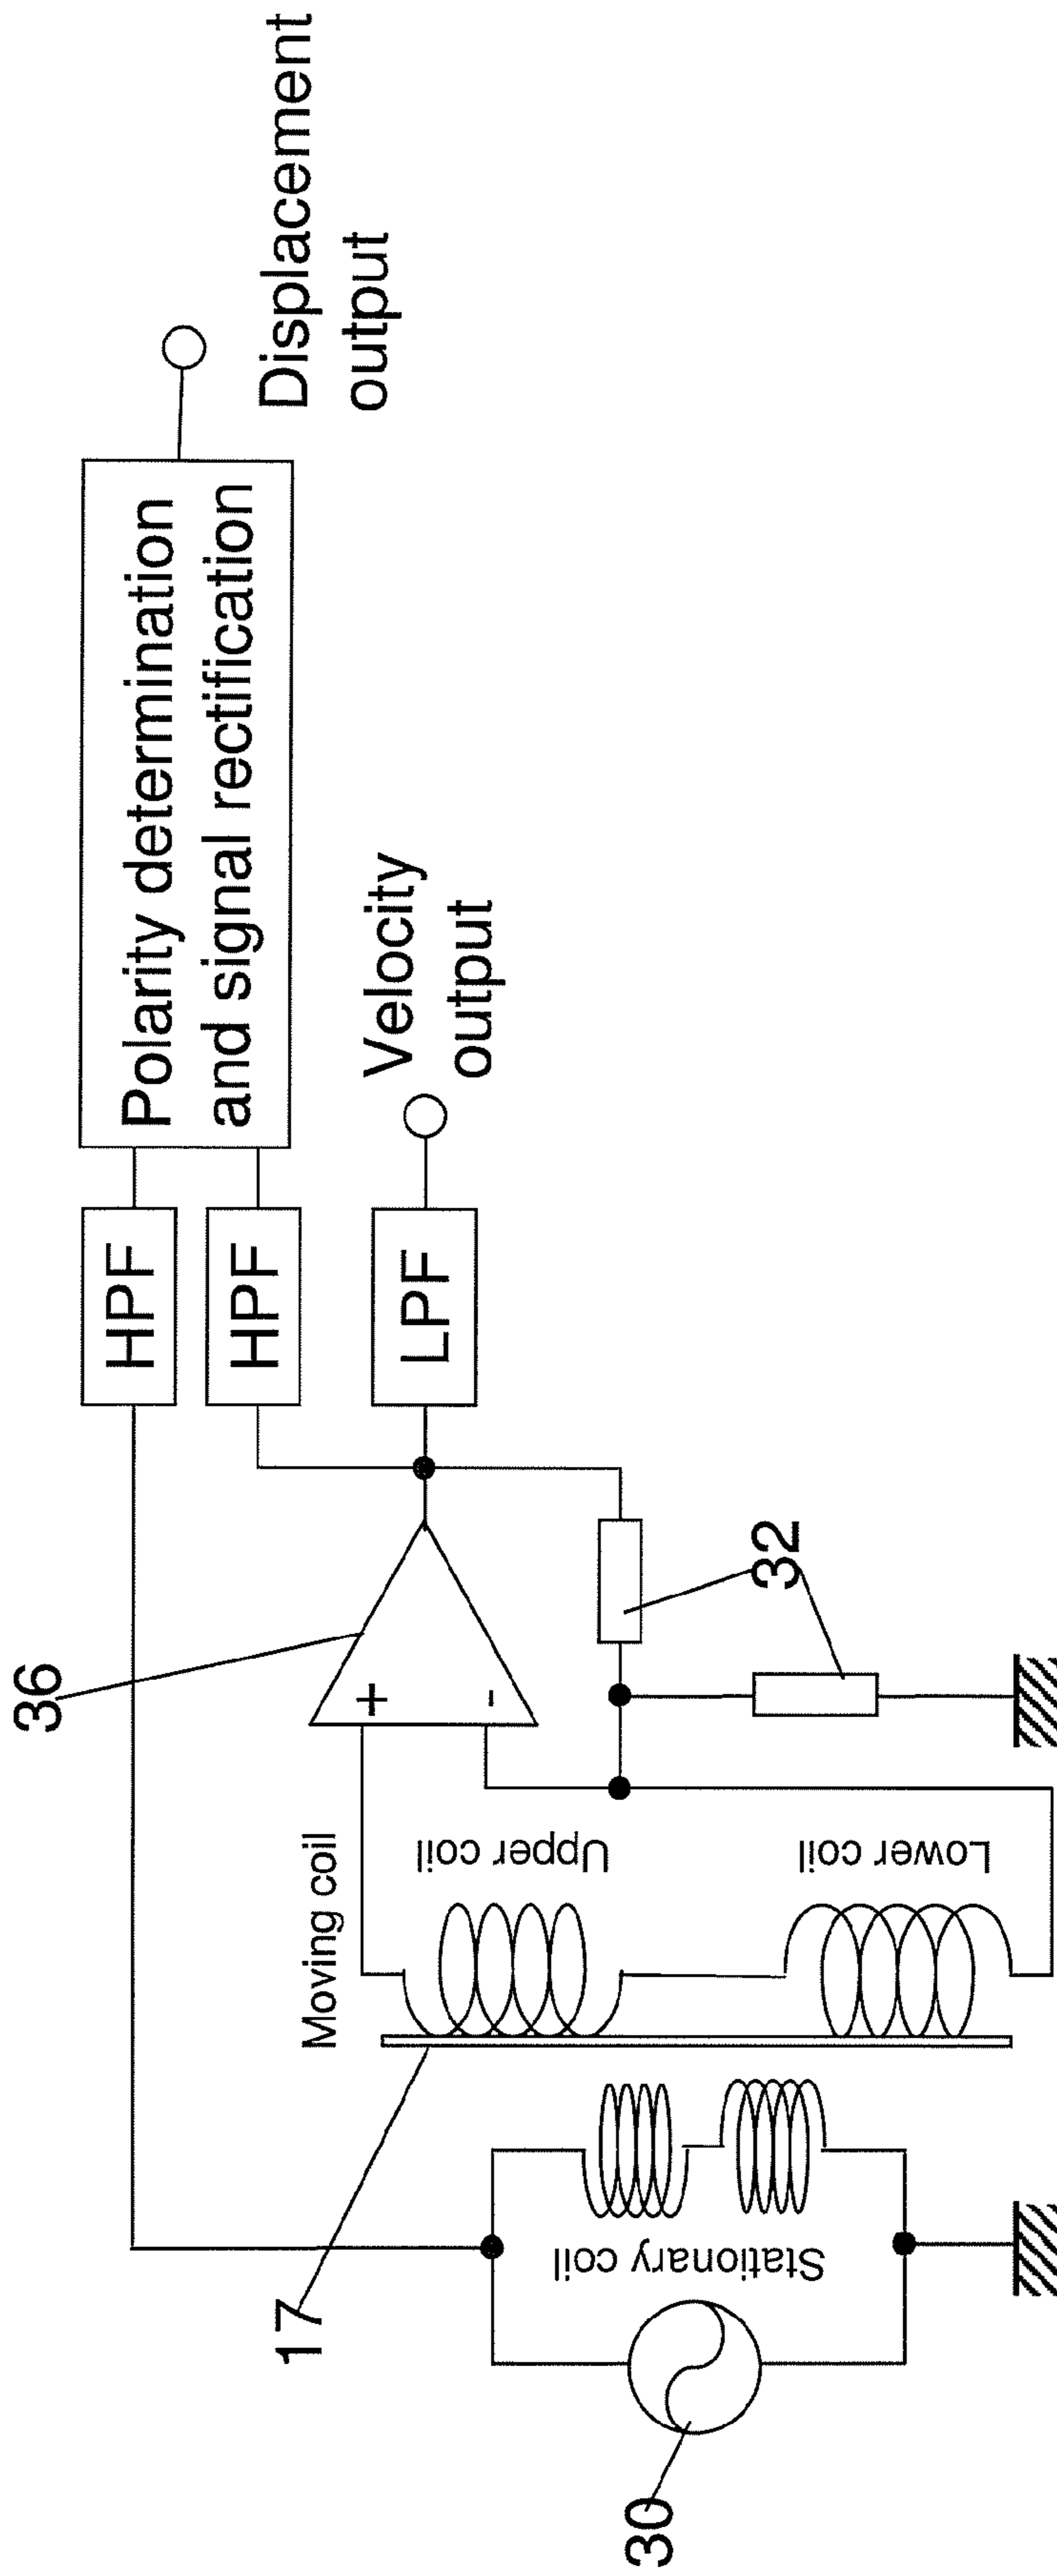 36
HPF
HPF
Polarity determination
and signal rectification
Displacement
output
17
Moving coil
+
-
LPF
Velocity
output
Upper coil
Lower coil
Stationary coil
30
32